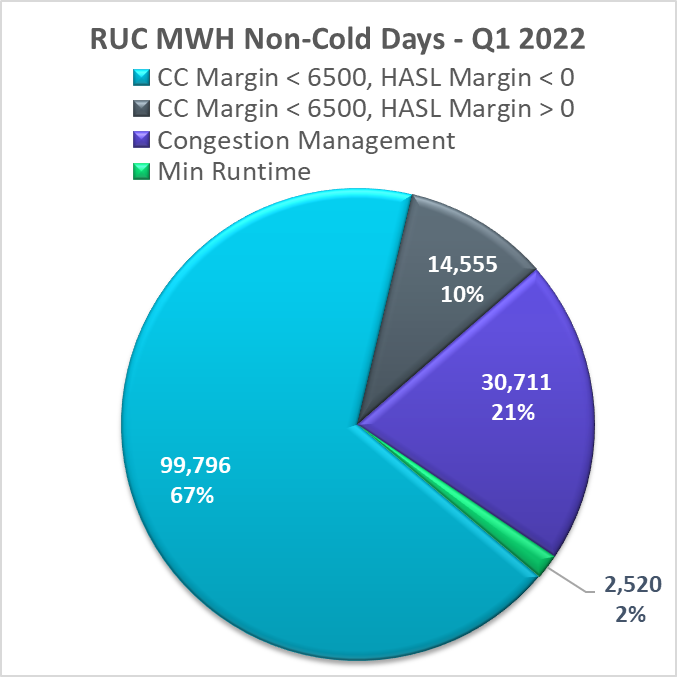 RUC MWH Non-Cold Days - Q1 2022
CC Margin < 6500, HASL Margin < 0
CC Margin < 6500, HASL Margin > 0
Congestion Management
Min Runtime
14,555
10%
30,711
21%
99,796
67%
2,520
2%